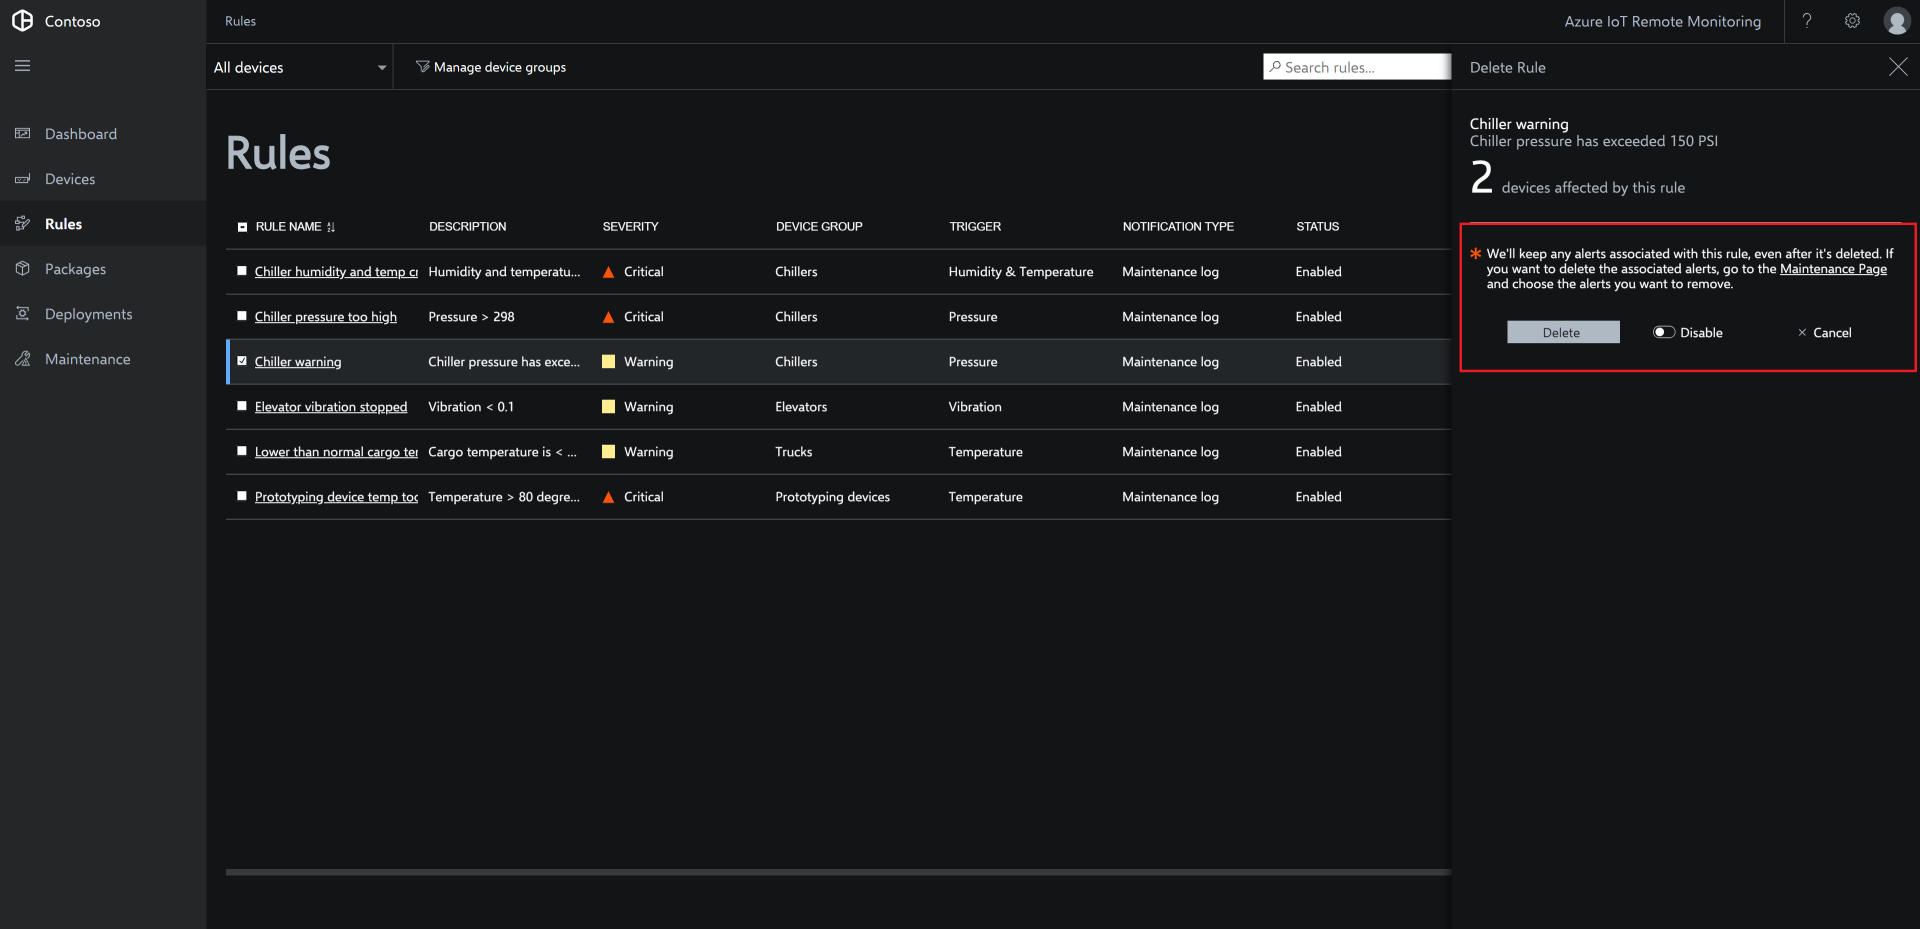 Contoso
Rules
Azure IoT Remote Monitoring
?
All devices
Manage device groups
Search rules...
Delete Rule
Dashboard
Devices
Rules
Packages
Deployments
Maintenance
Rules
RULE NAME DESCRIPTION SEVERITY DEVICE GROUP TRIGGER NOTIFICATION TYPE STATUS
Chiller humidity and temp cr Humidity and temperatu... Critical Chillers Humidity & Temperature Maintenance log Enabled
Chiller pressure too high Pressure > 298 Critical Chillers Pressure Maintenance log Enabled
Chiller warning Chiller pressure has exce... Warning Chillers Pressure Maintenance log Enabled
Elevator vibration stopped Vibration < 0.1 Warning Elevators Vibration Maintenance log Enabled
Lower than normal cargo ter Cargo temperature is < ... Warning Trucks Temperature Maintenance log Enabled
Prototyping device temp too Temperature > 80 degre... Critical Prototyping devices Temperature Maintenance log Enabled
Chiller warning
Chiller pressure has exceeded 150 PSI
2 devices affected by this rule
* We'll keep any alerts associated with this rule, even after it's deleted. If
you want to delete the associated alerts, go to the Maintenance Page
and choose the alerts you want to remove.
Delete Disable Cancel